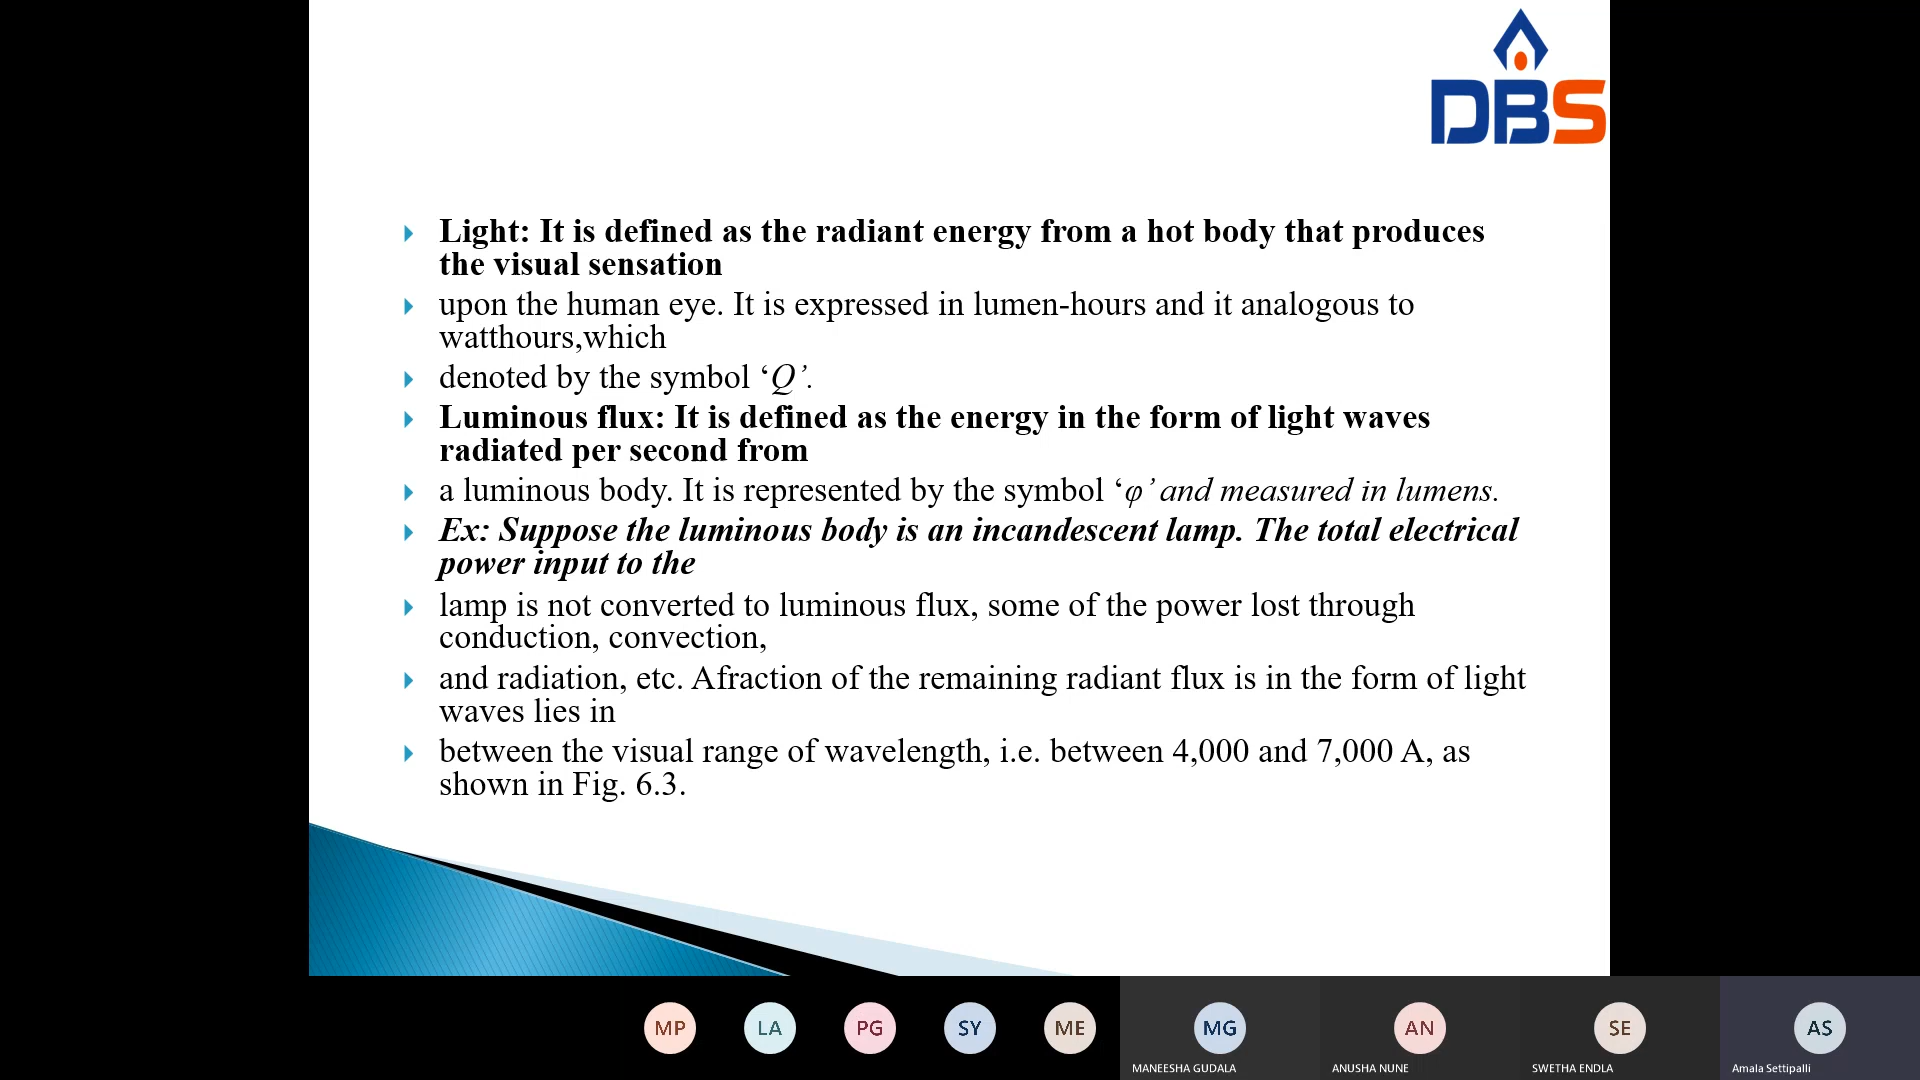 DBS
Light: It is defined as the radiant energy from a hot body that produces
the visual sensation
upon the human eye. It is expressed in lumen-hours and it analogous to
watthours,which
denoted by the symbol ‘Q’.
Luminous flux: It is defined as the energy in the form of light waves
radiated per second from
a luminous body. It is represented by the symbol ‘φ’ and measured in lumens.
Ex: Suppose the luminous body is an incandescent lamp. The total electrical
power input to the
lamp is not converted to luminous flux, some of the power lost through
conduction, convection,
and radiation, etc. Afraction of the remaining radiant flux is in the form of light
waves lies in
between the visual range of wavelength, i.e. between 4,000 and 7,000 A, as
shown in Fig. 6.3.
MP LA PG SY ME MG AN SE AS
MANEESHA GUDALA ANUSHA NUNE SWETHA ENDLA Amala Settipalli